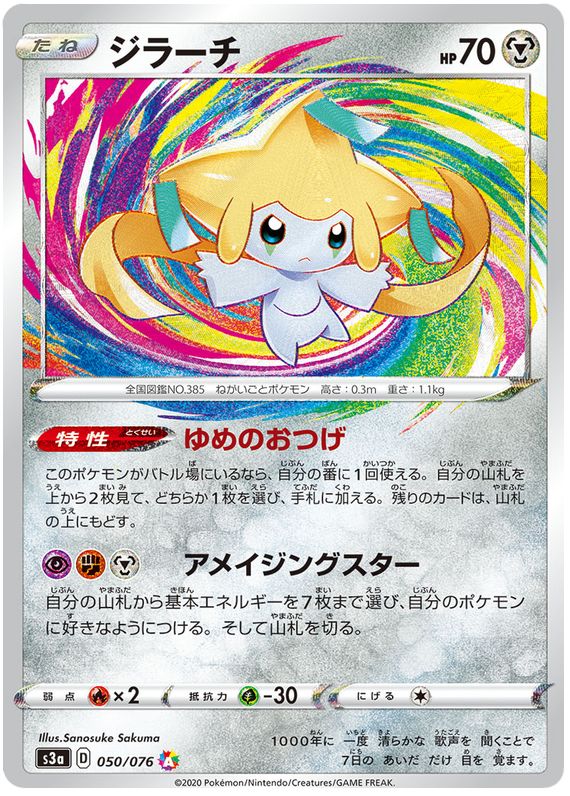 たね ジラーチ HP70
全国図鑑NO.385 ねがいごとポケモン 高さ:0.3m 重さ:1.1kg
特性 とくせい ゆめのおつげ
このポケモンがバトル場にいるなら、自分の番に1回使える。自分の山札を
上から2枚見て、どちらか1枚を選び、手札に加える。残りのカードは、山札
の上にもどす。
アメイジングスター
自分の山札から基本エネルギーを7枚まで選び、自分のポケモン
に好きなようにつける。そして山札を切る。
弱点 ×2 抵抗力 -30 にげる
Illus.Sanosuke Sakuma
s3a D 050/076 A
1000年に 一度 清らかな 歌声を 聞くことで
7日の あいだ だけ 目を 覚ます。
©2020 Pokémon/Nintendo/Creatures/GAME FREAK.